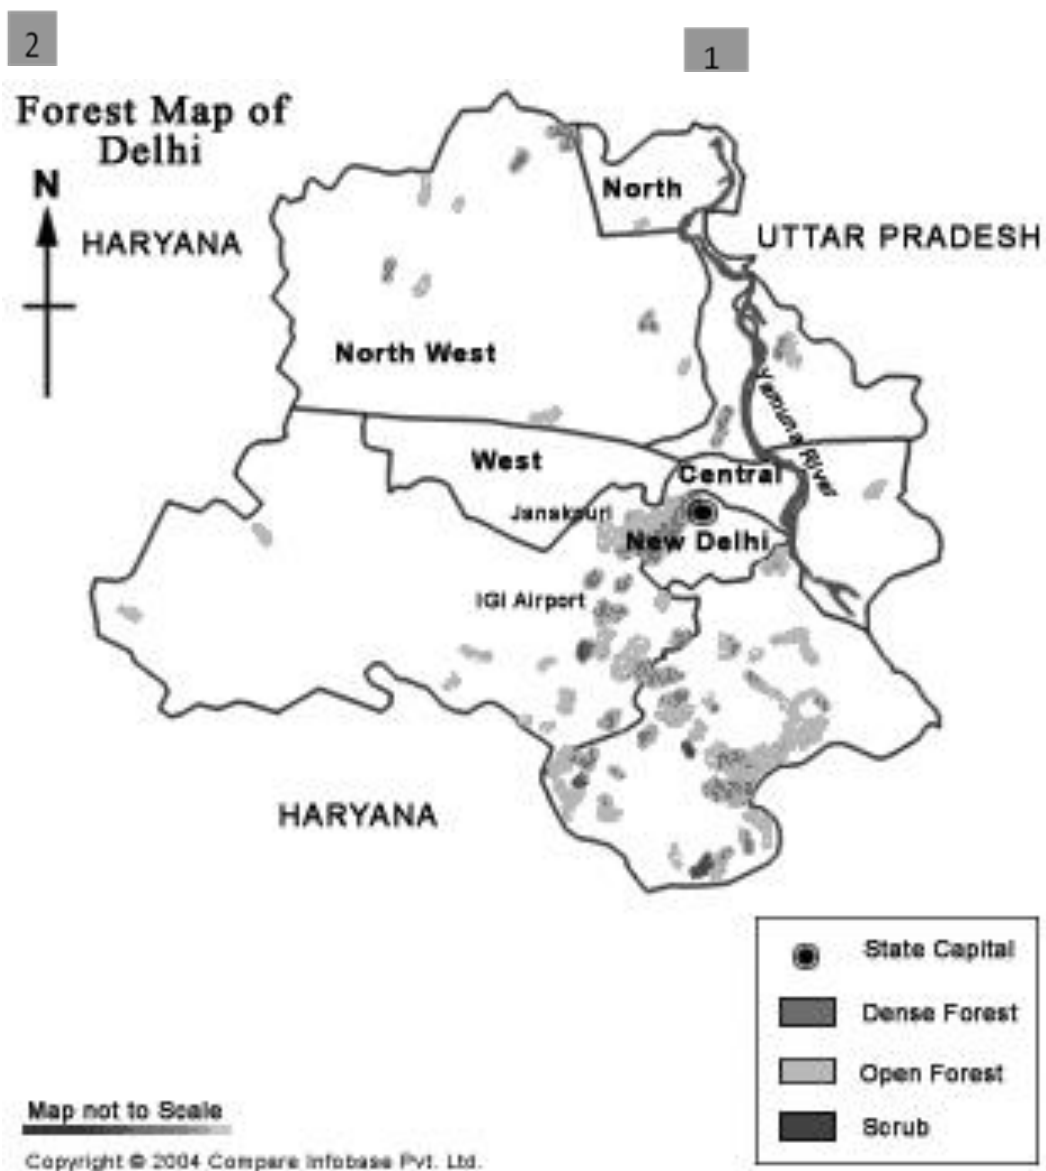 2
1
Forest Map of
Delhi
N
HARYANA
North
UTTAR PRADESH
North West
Yamuna River
West
Central
Janakpuri
New Delhi
IGI Airport
HARYANA
State Capital
Dense Forest
Open Forest
Scrub
Map not to Scale
Copyright © 2004 Compare Infobase Pvt. Ltd.